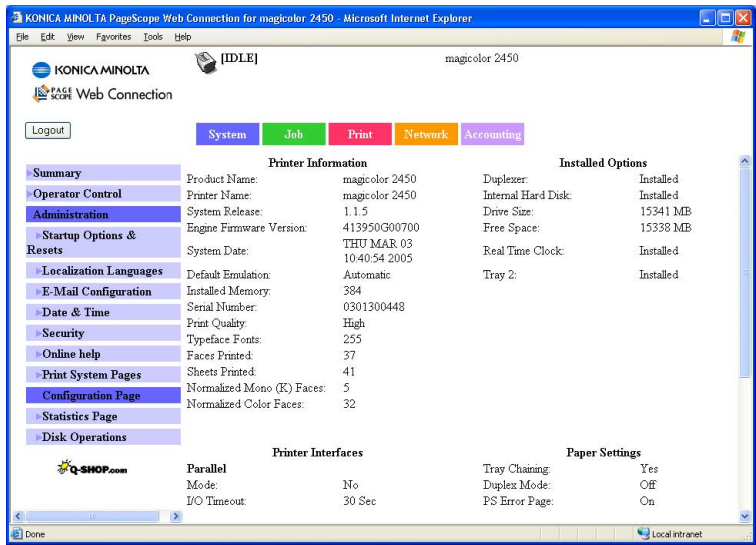 KONICA MINOLTA PageScope Web Connection for magicolor 2450 - Microsoft Internet Explorer
File Edit View Favorites Tools Help
KONICA MINOLTA
PAGE SCOPE Web Connection
[IDLE]
magicolor 2450
Logout
System Job Print Network Accounting
Summary
Operator Control
Administration
Startup Options &
Resets
Localization Languages
E-Mail Configuration
Date & Time
Security
Online help
Print System Pages
Configuration Page
Statistics Page
Disk Operations
Q-SHOP.com
Printer Information
Product Name: magicolor 2450
Printer Name: magicolor 2450
System Release: 1.1.5
Engine Firmware Version: 413950G00700
System Date: THU MAR 03
10:40:54 2005
Default Emulation: Automatic
Installed Memory: 384
Serial Number: 0301300448
Print Quality: High
Typeface Fonts: 255
Faces Printed: 37
Sheets Printed: 41
Normalized Mono (K) Faces: 5
Normalized Color Faces: 32
Installed Options
Duplexer: Installed
Internal Hard Disk: Installed
Drive Size: 15341 MB
Free Space: 15338 MB
Real Time Clock: Installed
Tray 2: Installed
Printer Interfaces
Parallel
Mode: No
I/O Timeout: 30 Sec
Paper Settings
Tray Chaining: Yes
Duplex Mode: Off
PS Error Page: On
Done
Local intranet